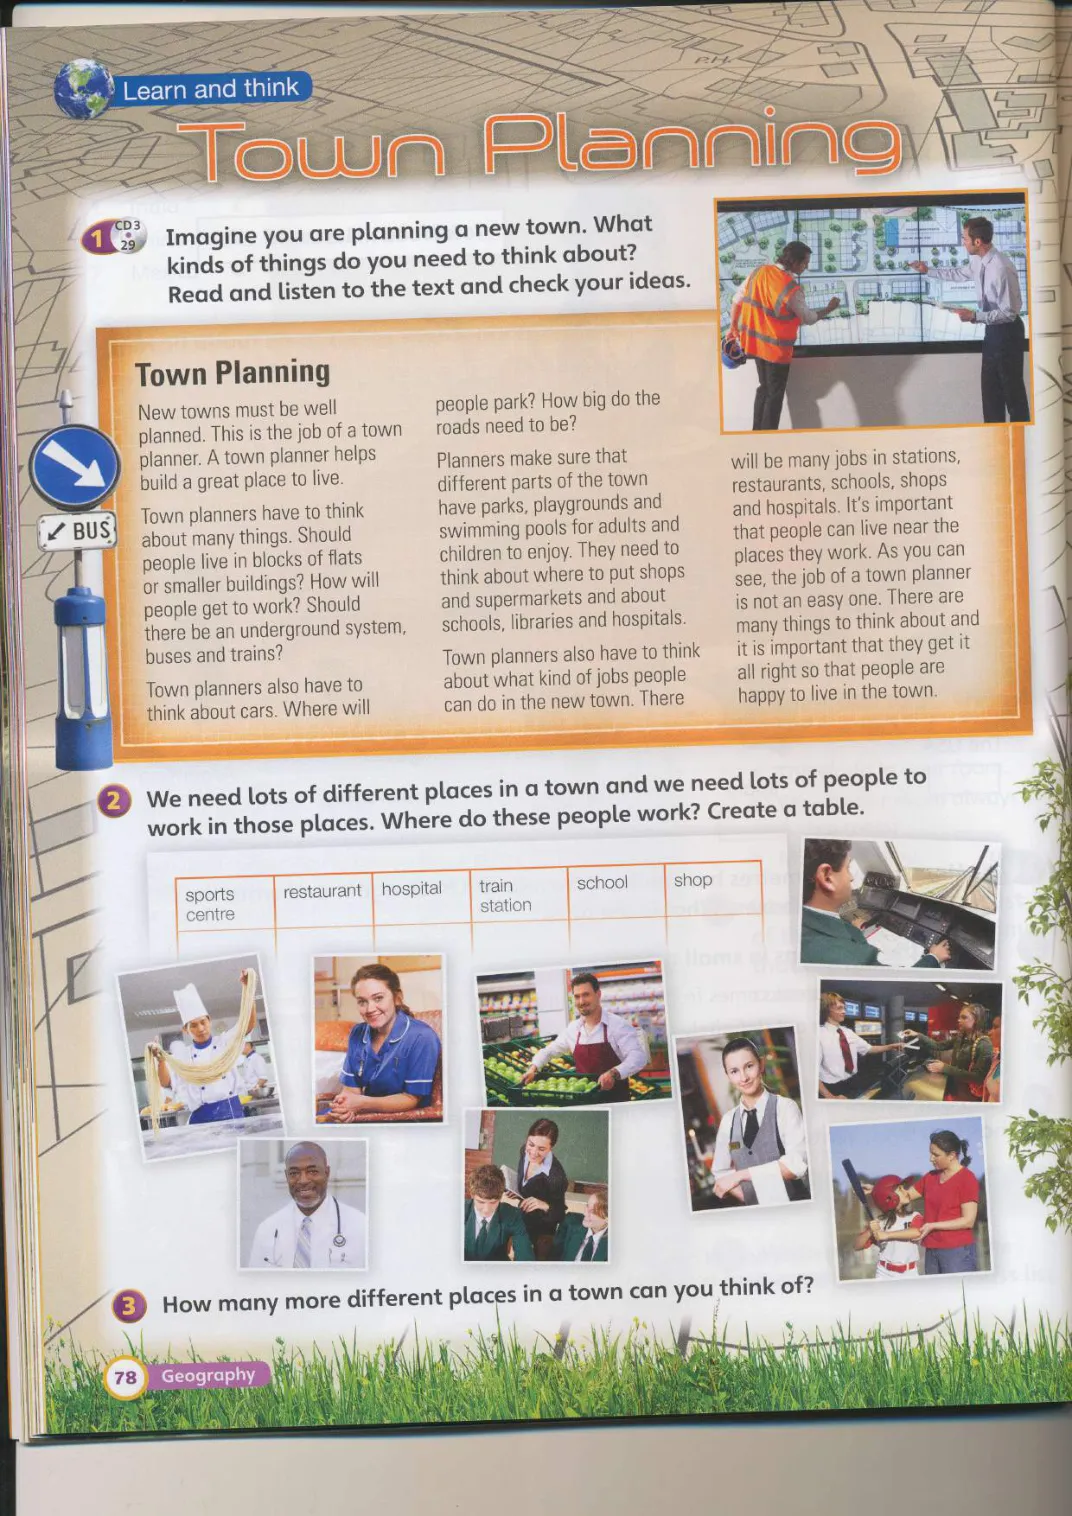 Learn and think
Town Planning
1
CD3
29
Imagine you are planning a new town. What
kinds of things do you need to think about?
Read and listen to the text and check your ideas.
Town Planning
New towns must be well
planned. This is the job of a town
planner. A town planner helps
build a great place to live.
Town planners have to think
about many things. Should
people live in blocks of flats
or smaller buildings? How will
people get to work? Should
there be an underground system,
buses and trains?
Town planners also have to
think about cars. Where will
people park? How big do the
roads need to be?
Planners make sure that
different parts of the town
have parks, playgrounds and
swimming pools for adults and
children to enjoy. They need to
think about where to put shops
and supermarkets and about
schools, libraries and hospitals.
Town planners also have to think
about what kind of jobs people
can do in the new town. There
will be many jobs in stations,
restaurants, schools, shops
and hospitals. It's important
that people can live near the
places they work. As you can
see, the job of a town planner
is not an easy one. There are
many things to think about and
it is important that they get it
all right so that people are
happy to live in the town.
BUS
2
We need lots of different places in a town and we need lots of people to
work in those places. Where do these people work? Create a table.
sports
centre
restaurant
hospital
train
station
school
shop
3
How many more different places in a town can you think of?
78
Geography